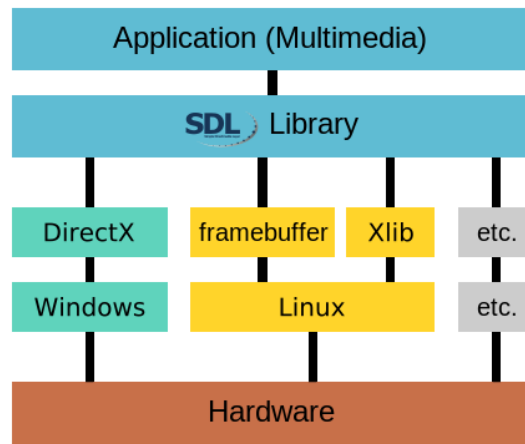 Application (Multimedia)
SDL Library
DirectX framebuffer Xlib etc.
Windows Linux etc.
Hardware